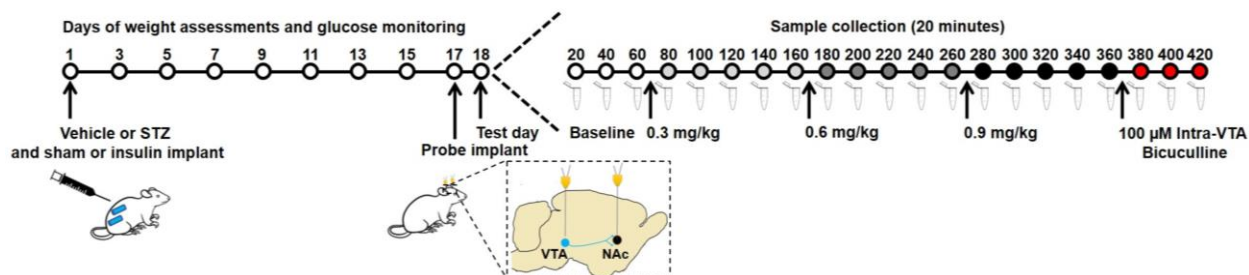 Days of weight assessments and glucose monitoring
1 3 5 7 9 11 13 15 17 18
Vehicle or STZ
and sham or insulin implant
Probe implant
Test day
Sample collection (20 minutes)
20 40 60 80 100 120 140 160 180 200 220 240 260 280 300 320 340 360 380 400 420
Baseline 0.3 mg/kg 0.6 mg/kg 0.9 mg/kg 100 µM Intra-VTA
Bicuculline
VTA NAc